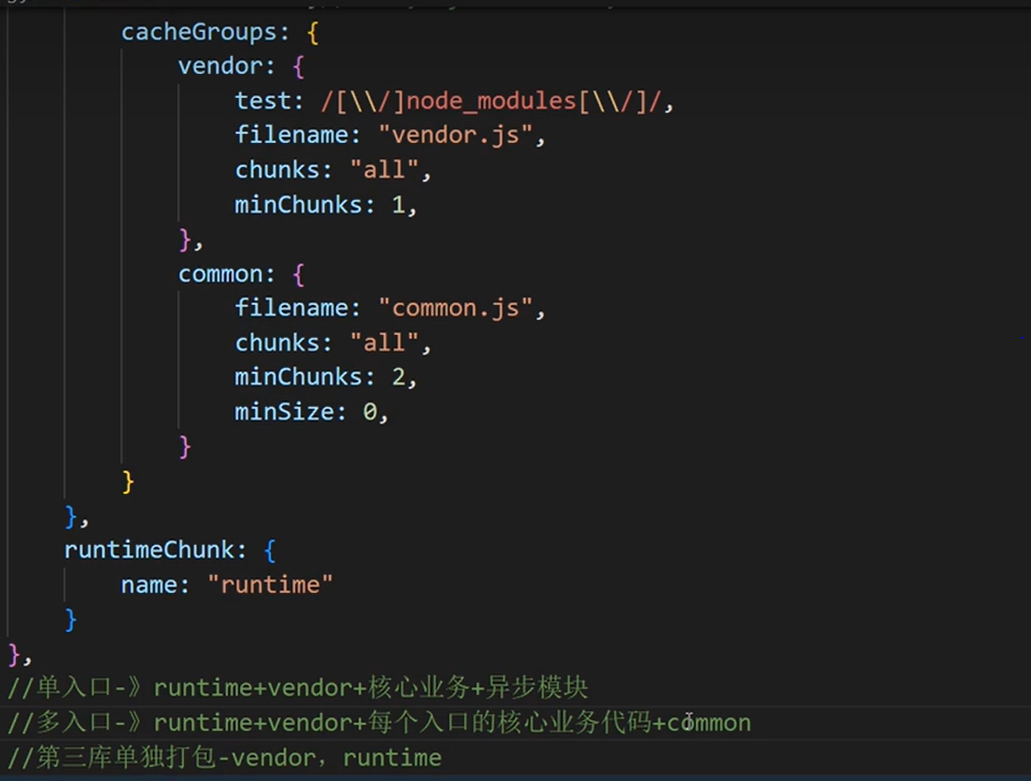 cacheGroups: {
vendor: {
test: /[\\/]node_modules[\\/]/,
filename: "vendor.js",
chunks: "all",
minChunks: 1,
},
common: {
filename: "common.js",
chunks: "all",
minChunks: 2,
minSize: 0,
}
}
},
runtimeChunk: {
name: "runtime"
}
},
//单入口-》runtime+vendor+核心业务+异步模块
//多入口-》runtime+vendor+每个入口的核心业务代码+common
//第三库单独打包-vendor，runtime